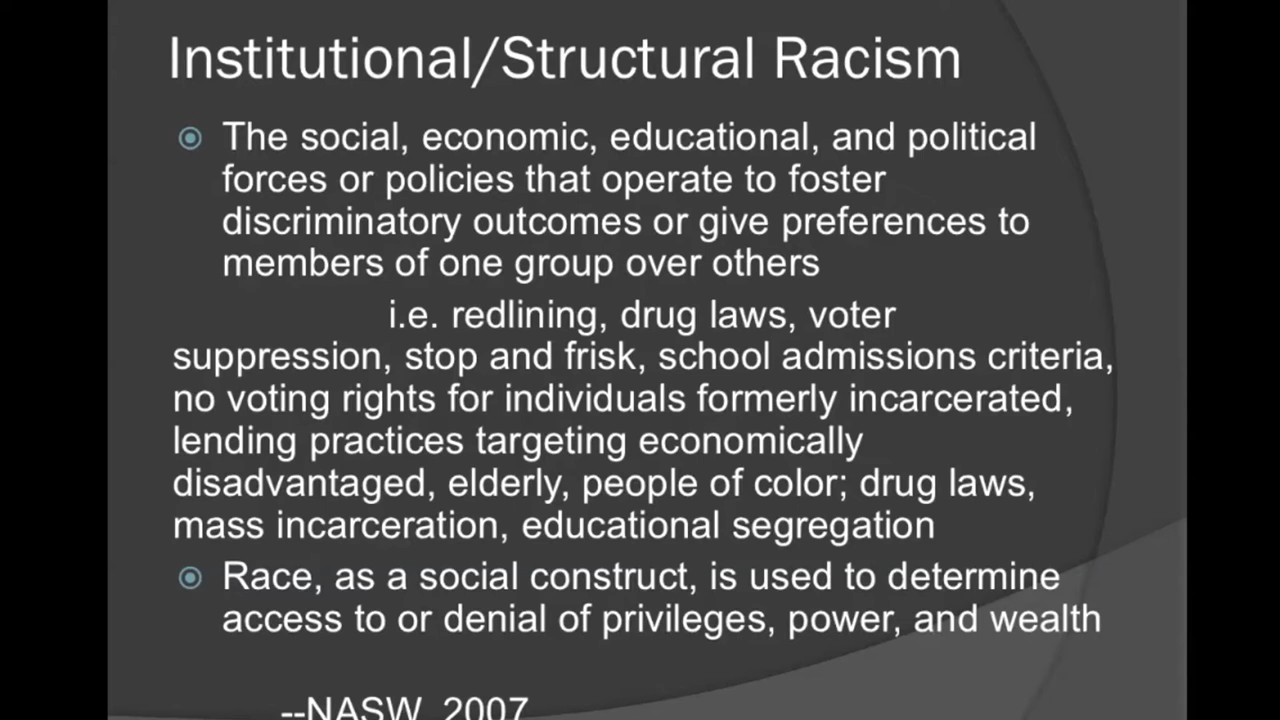 Institutional/Structural Racism
The social, economic, educational, and political
forces or policies that operate to foster
discriminatory outcomes or give preferences to
members of one group over others
i.e. redlining, drug laws, voter
suppression, stop and frisk, school admissions criteria,
no voting rights for individuals formerly incarcerated,
lending practices targeting economically
disadvantaged, elderly, people of color; drug laws,
mass incarceration, educational segregation
Race, as a social construct, is used to determine
access to or denial of privileges, power, and wealth
--NASW, 2007